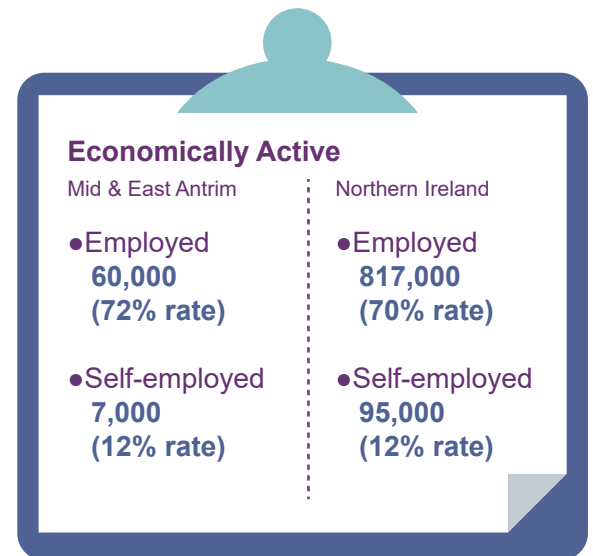 Economically Active
Mid & East Antrim
●Employed
60,000
(72% rate)
●Self-employed
7,000
(12% rate)
Northern Ireland
●Employed
817,000
(70% rate)
●Self-employed
95,000
(12% rate)